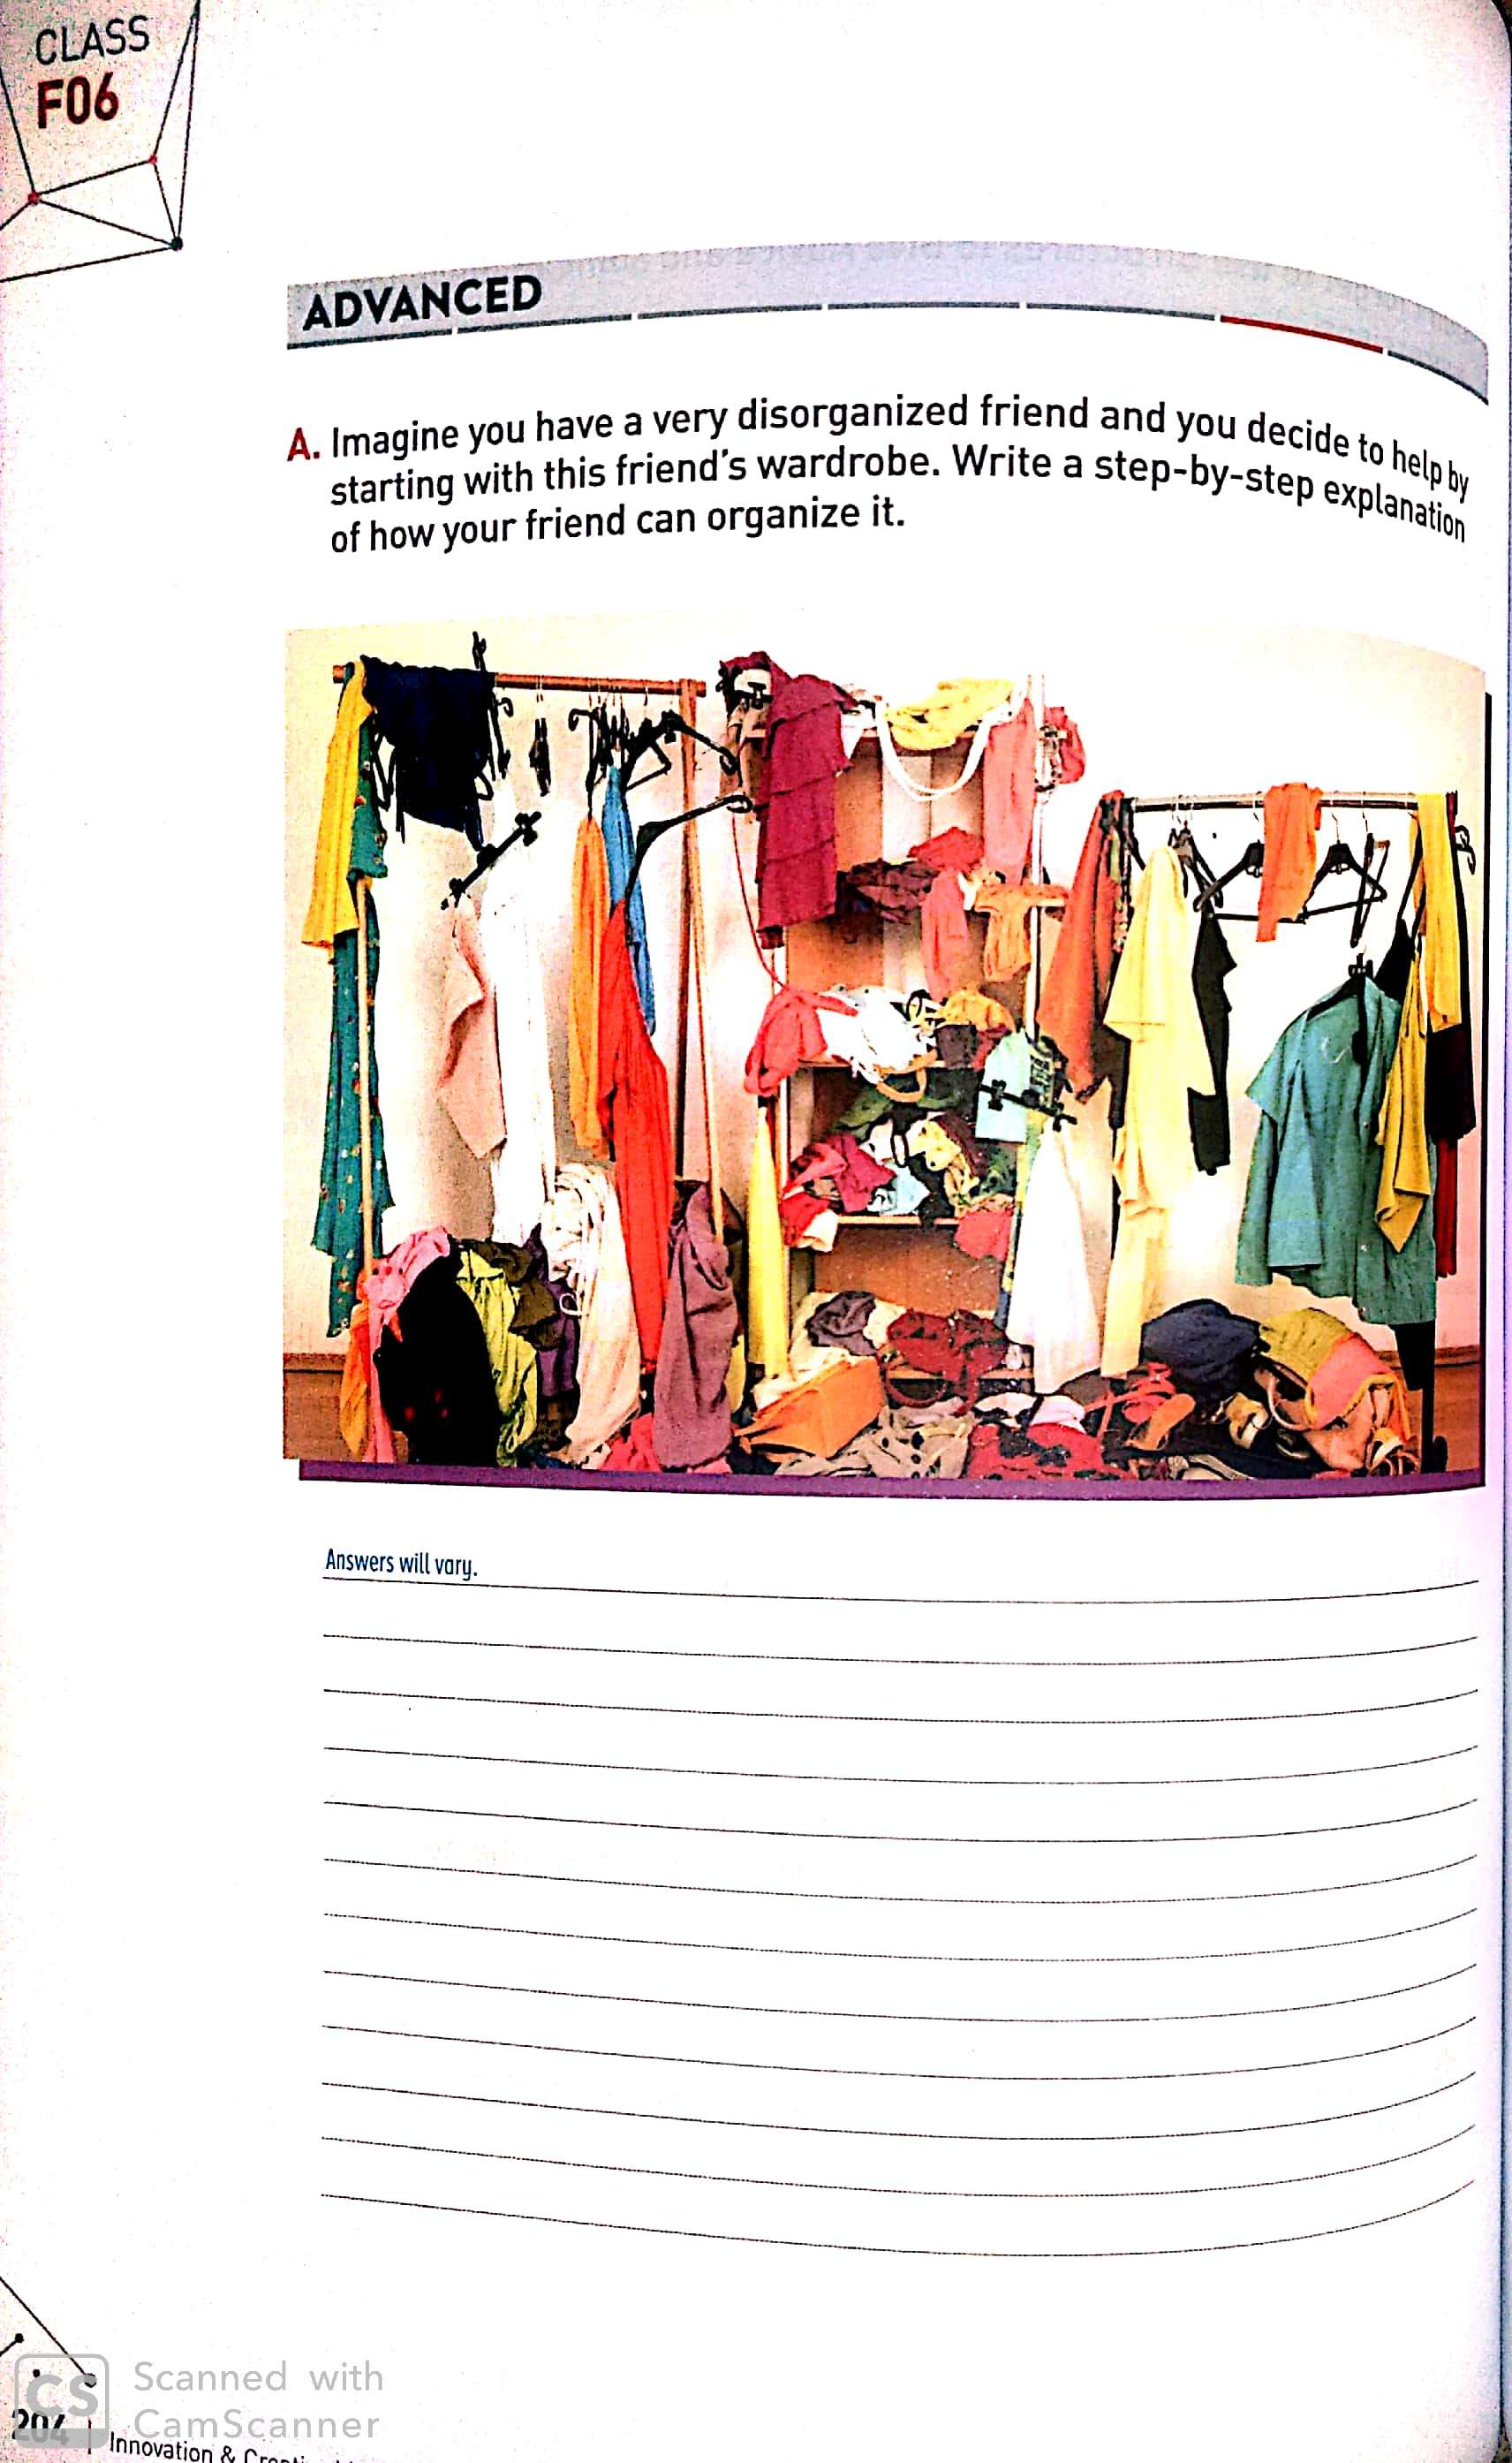 CLASS
F06
ADVANCED
A. Imagine you have a very disorganized friend and you decide to help by
starting with this friend's wardrobe. Write a step-by-step explanation
of how your friend can organize it.
Answers will vary.
CS
Scanned with
CamScanner
204 | Innovation &